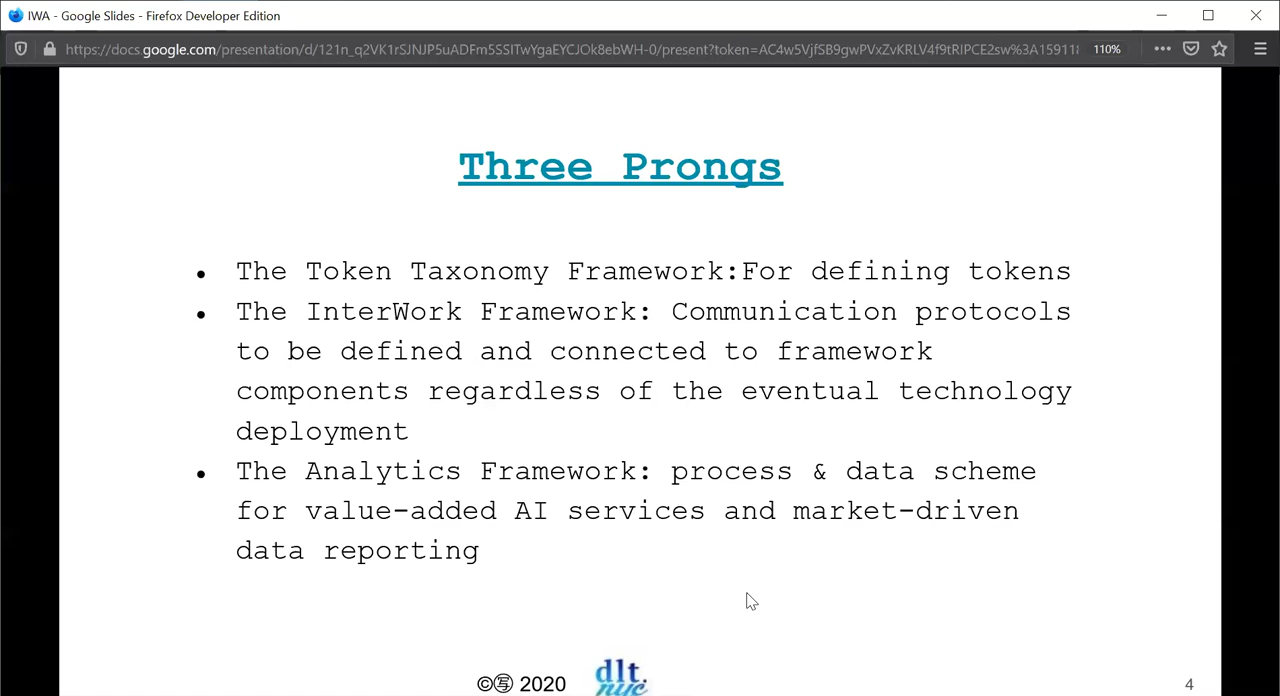 IWA - Google Slides - Firefox Developer Edition
https://docs.google.com/presentation/d/121n_q2VK1rSJNJP5uADFm5SSITwYgaEYCJOk8ebWH-0/present?token=AC4w5VjfSB9gwPVxZvKRLV4f9tRIPCE2sw%3A15911
110%
Three Prongs
• The Token Taxonomy Framework:For defining tokens
• The InterWork Framework: Communication protocols
to be defined and connected to framework
components regardless of the eventual technology
deployment
• The Analytics Framework: process & data scheme
for value-added AI services and market-driven
data reporting
©㊢ 2020
dlt.
nyc
4